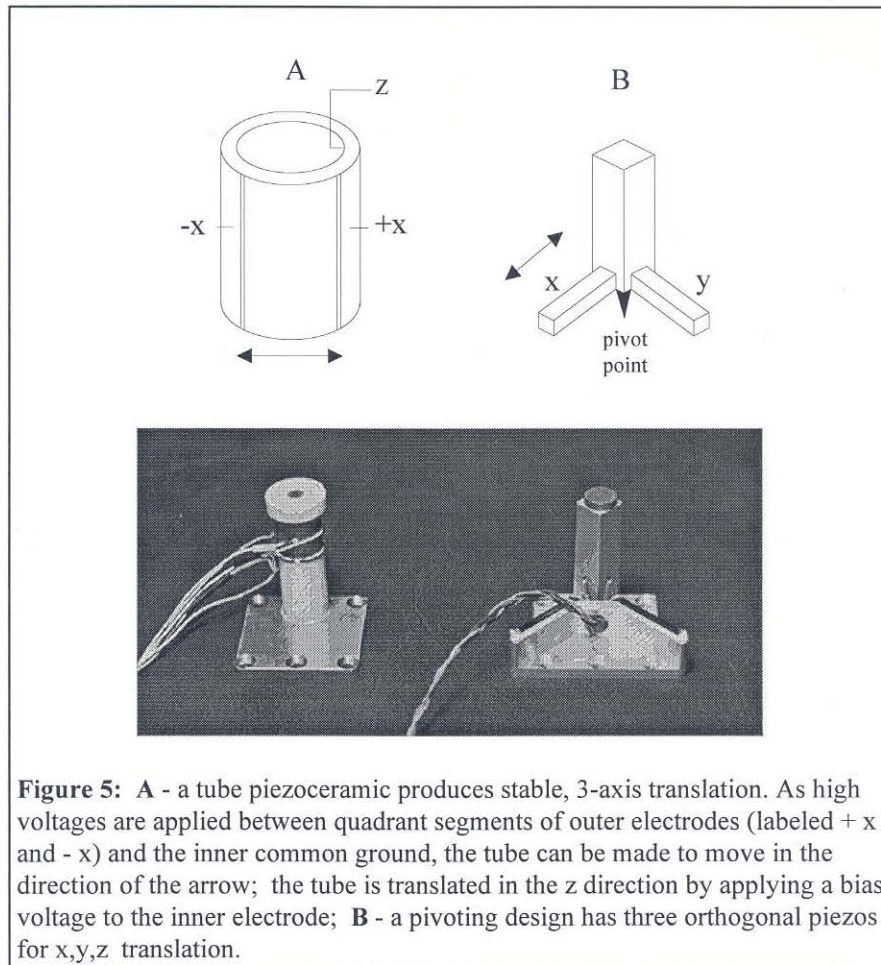 A
B
z
-x
+x
x
y
pivot
point
Figure 5: A - a tube piezoceramic produces stable, 3-axis translation. As high
voltages are applied between quadrant segments of outer electrodes (labeled + x
and - x) and the inner common ground, the tube can be made to move in the
direction of the arrow; the tube is translated in the z direction by applying a bias
voltage to the inner electrode; B - a pivoting design has three orthogonal piezos
for x,y,z translation.